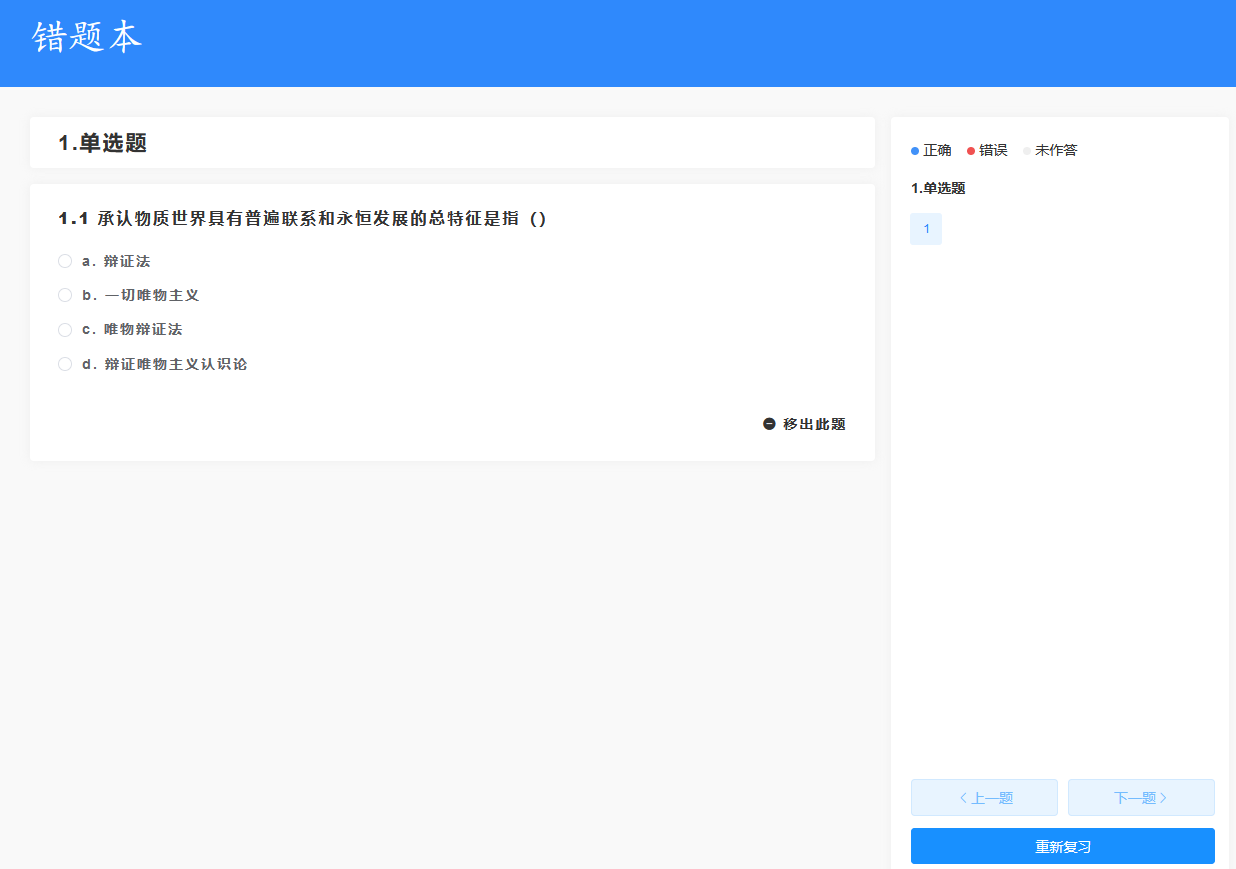 错题本
1.单选题
1.1 承认物质世界具有普遍联系和永恒发展的总特征是指（）
a. 辩证法
b. 一切唯物主义
c. 唯物辩证法
d. 辩证唯物主义认识论
移出此题
正确 错误 未作答
1.单选题
1
上一题 下一题
重新复习